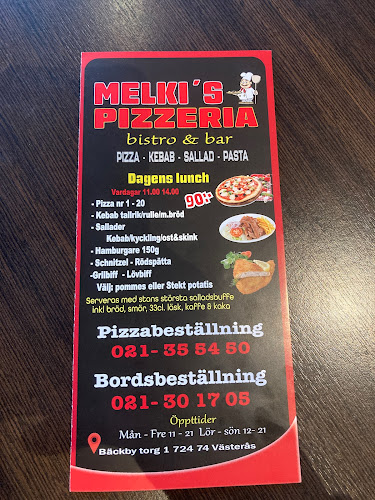 MELKI´S
PIZZERIA
bistro & bar
PIZZA - KEBAB - SALLAD - PASTA
Dagens lunch
Vardagar 11.00 14.00
90:-
- Pizza nr 1 - 20
- Kebab tallrik/rulle/m.bröd
- Sallader
Kebab/kyckling/ost&skink
- Hamburgare 150g
- Schnitzel - Rödspätta
-Grilbiff - Lövbiff
Välj: pommes eller Stekt potatis
Serveras med stans största salladsbuffe
inkl bröd, smör, 33cl. läsk, kaffe & kaka
Pizzabeställning
021- 35 54 50
Bordsbeställning
021- 30 17 05
Öppttider
Mån - Fre 11 - 21 Lör - sön 12- 21
Bäckby torg 1 724 74 Västerås